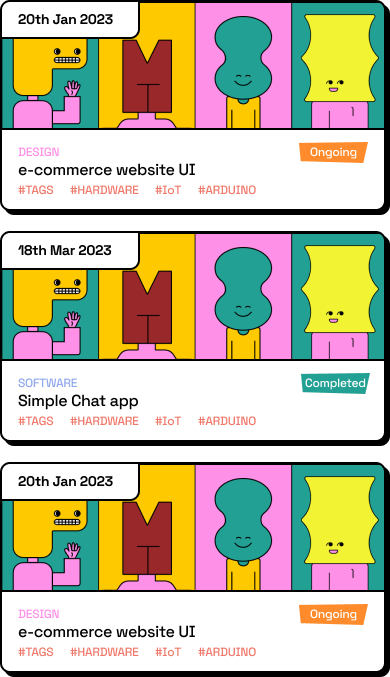 20th Jan 2023
DESIGN
Ongoing
e-commerce website UI
#TAGS #HARDWARE #IoT #ARDUINO
18th Mar 2023
SOFTWARE
Completed
Simple Chat app
#TAGS #HARDWARE #IoT #ARDUINO
20th Jan 2023
DESIGN
Ongoing
e-commerce website UI
#TAGS #HARDWARE #IoT #ARDUINO